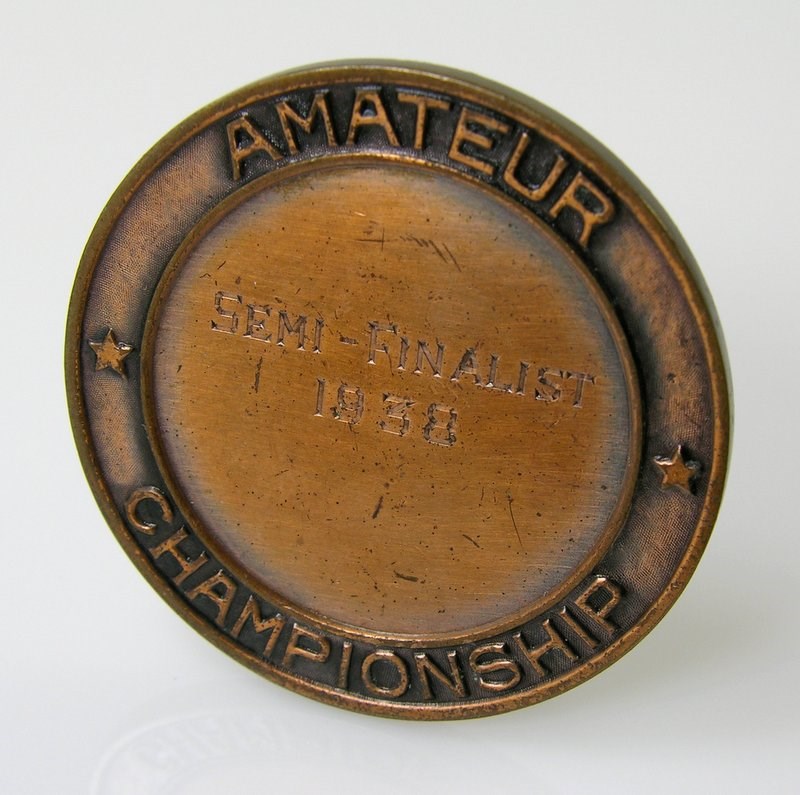 AMATEUR
SEMI-FINALIST
1938
CHAMPIONSHIP